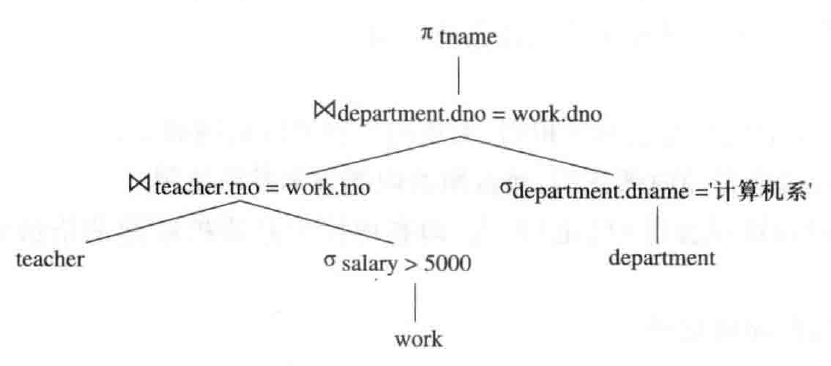 π tname
⋈department.dno = work.dno
⋈ teacher.tno = work.tno
σdepartment.dname ='计算机系'
teacher
σ salary > 5000
department
work